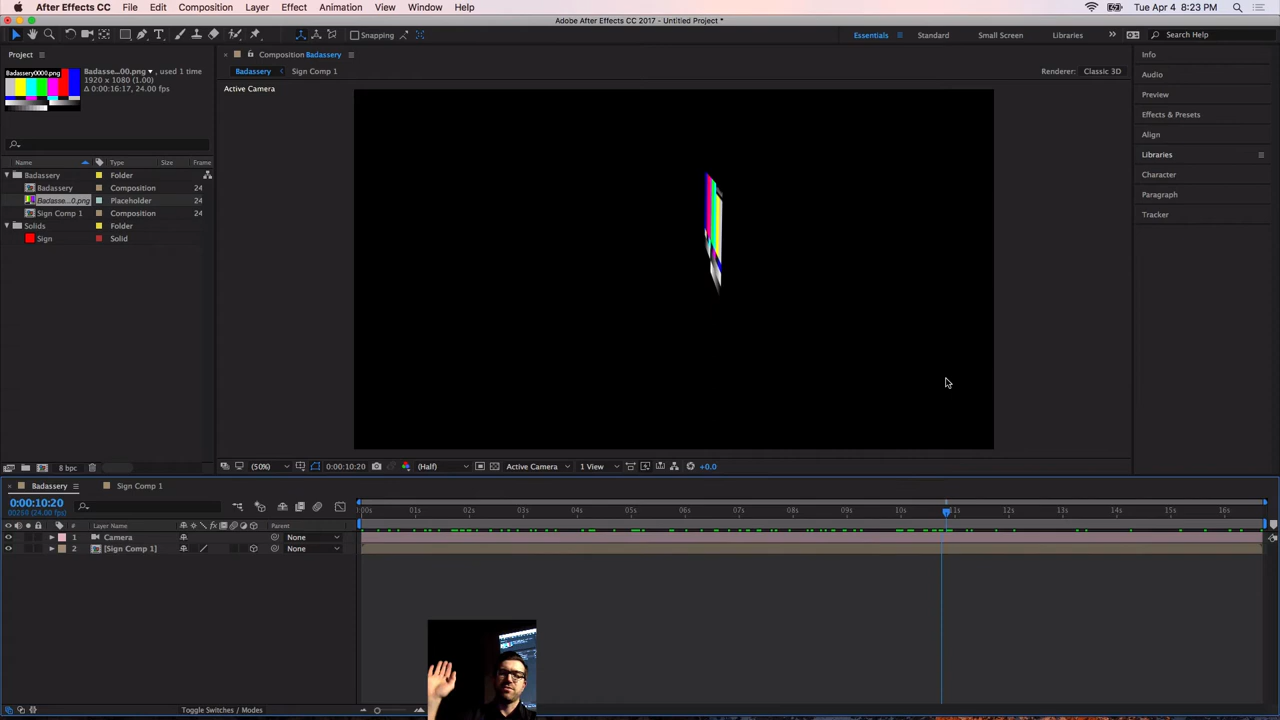 After Effects CC File Edit Composition Layer Effect Animation View Window Help Tue Apr 4 8:23 PM
Adobe After Effects CC 2017 - Untitled Project *
Snapping Essentials Standard Small Screen Libraries >> Search Help
Project
Composition Badassery
Info
Badassery0000.png
Badasse...00.png ▾, used 1 time
1920 x 1080 (1.00)
Δ 0:00:16:17, 24.00 fps
Badassery Sign Comp 1
Renderer: Classic 3D
Active Camera
Audio
Preview
Effects & Presets
Align
Libraries
Character
Paragraph
Tracker
Name Type Size Frame
Badassery Folder
Badassery Composition 24
Badasse...0.png Placeholder 24
Sign Comp 1 Composition 24
Solids Folder
Sign Solid
8 bpc
(50%) 0:00:10:20 (Half) Active Camera 1 View +0.0
Badassery Sign Comp 1
0:00:10:20
00260 (24.00 fps)
:00s 01s 02s 03s 04s 05s 06s 07s 08s 09s 10s 11s 12s 13s 14s 15s 16s
# Layer Name Parent
1 Camera None
2 [Sign Comp 1] None
Toggle Switches / Modes